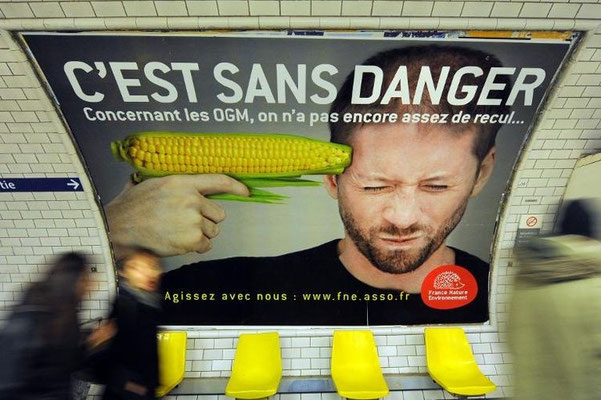 C'EST SANS DANGER
Concernant les OGM, on n'a pas encore assez de recul...
tie
Agissez avec nous : www.fne.asso.fr
France Nature
Environnement